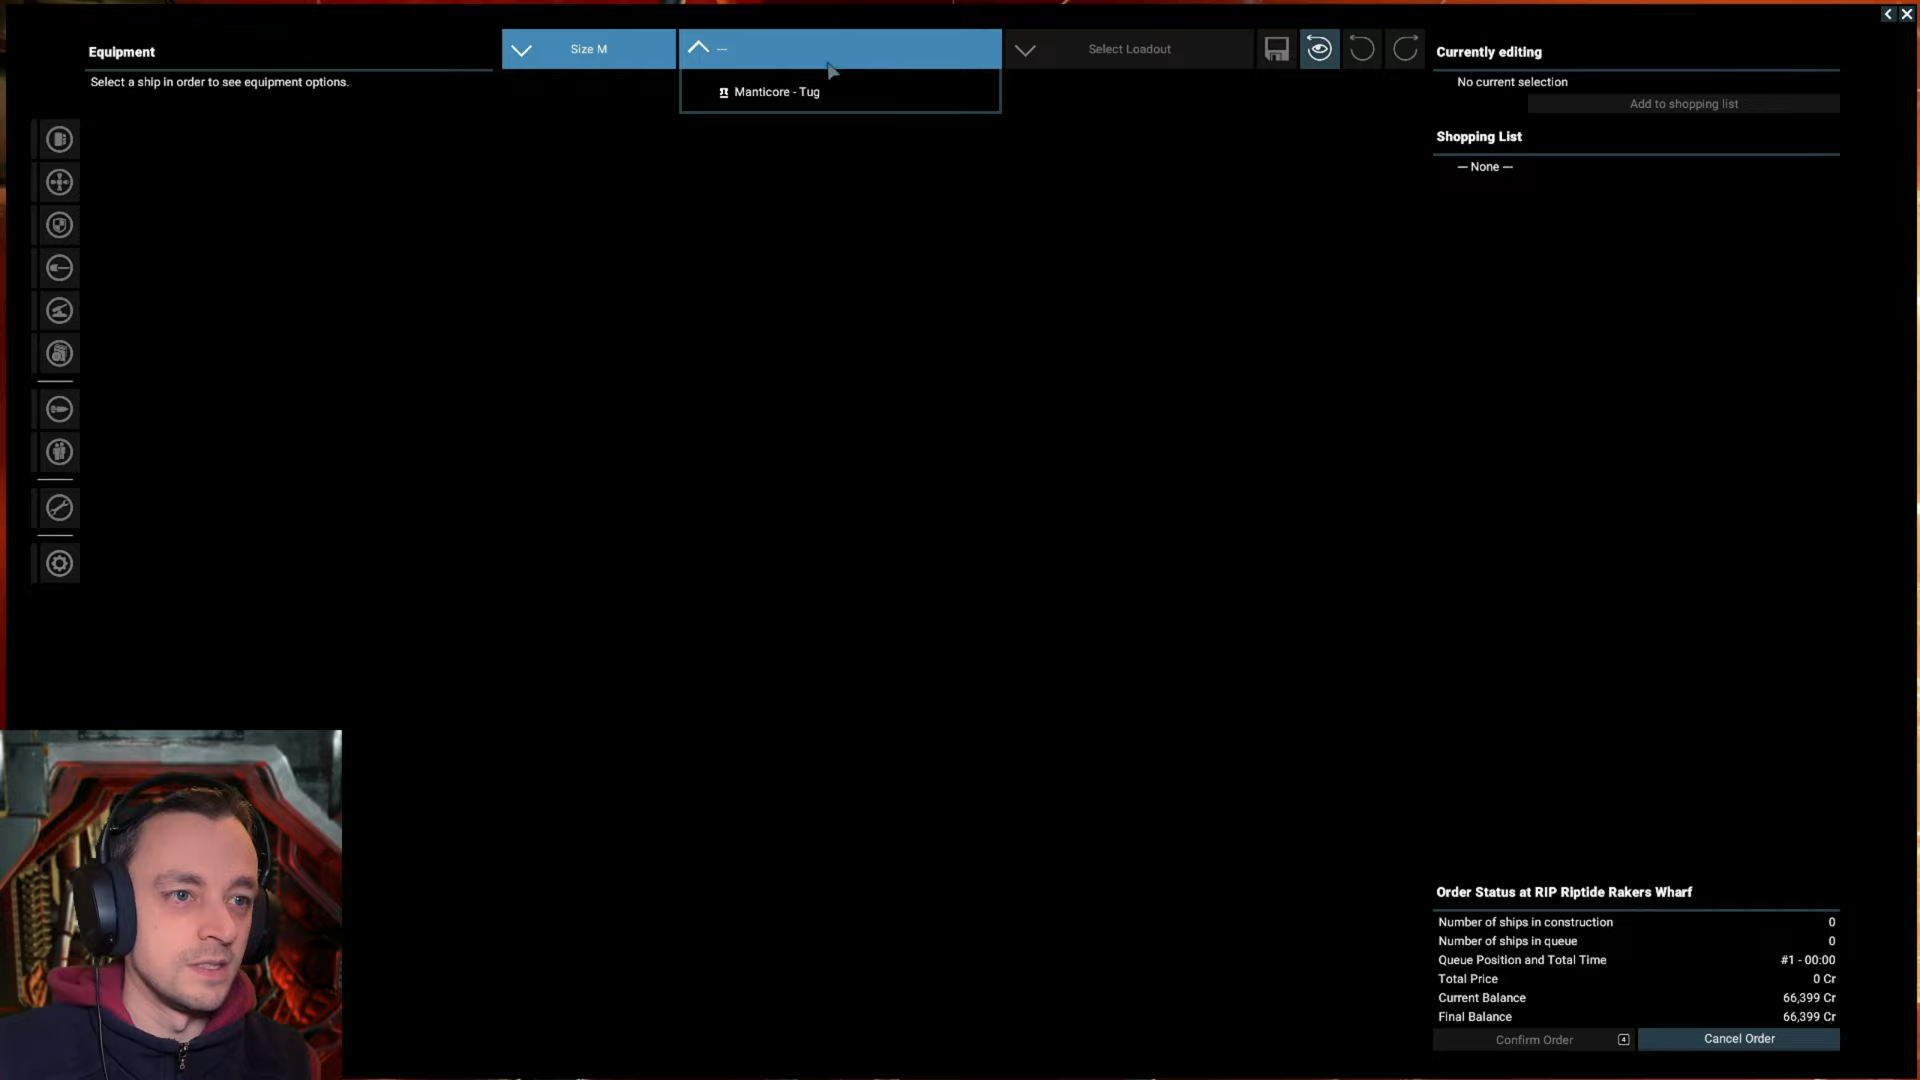 Equipment
Select a ship in order to see equipment options.
Size M
---
Manticore - Tug
Select Loadout
Currently editing
No current selection
Add to shopping list
Shopping List
— None —
Order Status at RIP Riptide Rakers Wharf
Number of ships in construction 0
Number of ships in queue 0
Queue Position and Total Time #1 - 00:00
Total Price 0 Cr
Current Balance 66,399 Cr
Final Balance 66,399 Cr
Confirm Order 4
Cancel Order